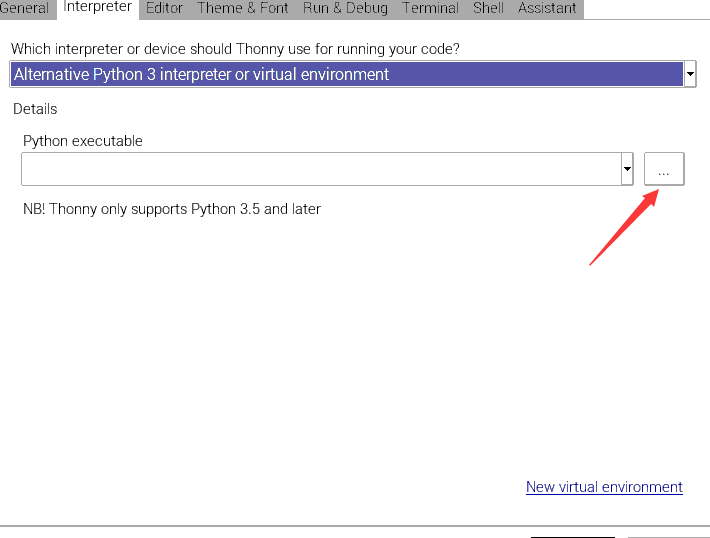 General Interpreter Editor Theme & Font Run & Debug Terminal Shell Assistant
Which interpreter or device should Thonny use for running your code?
Alternative Python 3 interpreter or virtual environment
Details
Python executable
...
NB! Thonny only supports Python 3.5 and later
New virtual environment